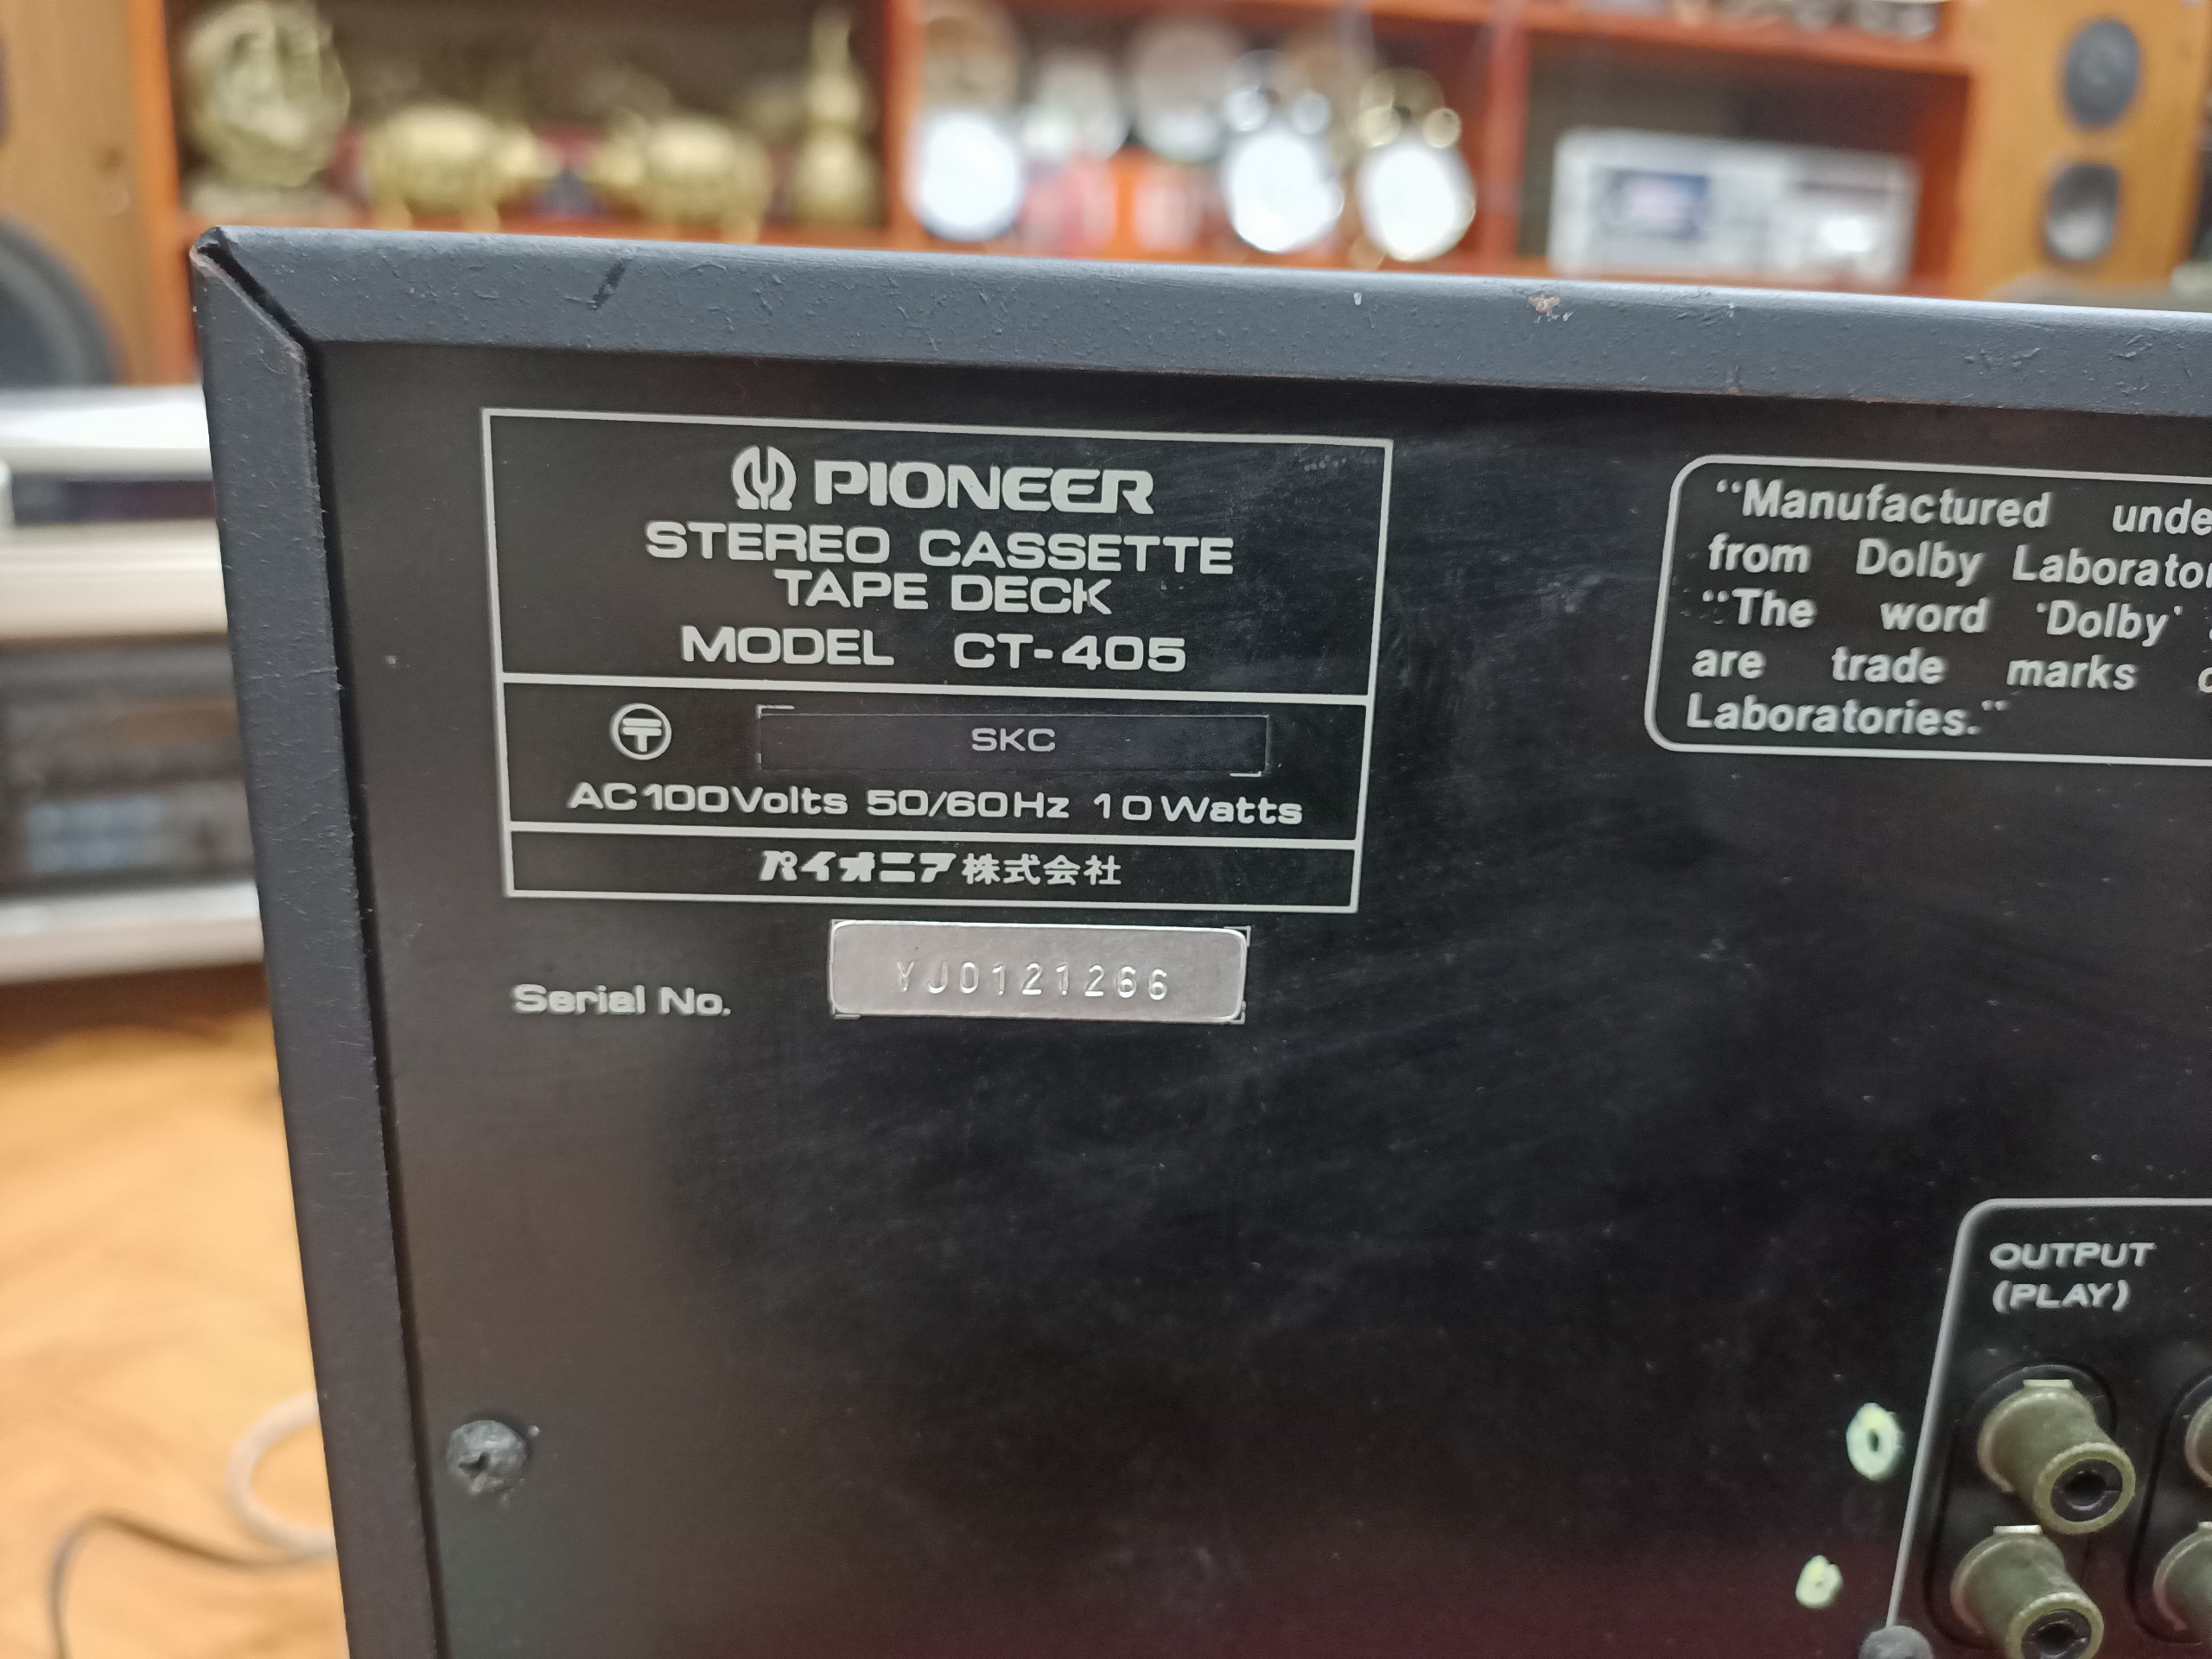 PIONEER
STEREO CASSETTE
TAPE DECK
MODEL CT-405
SKC
AC100Volts 50/60Hz 10Watts
パイオニア株式会社
Serial No. YJ0121266
“Manufactured
from Dolby
“The word ‘Dolby’
are trade marks
Laboratories.”
OUTPUT
(PLAY)